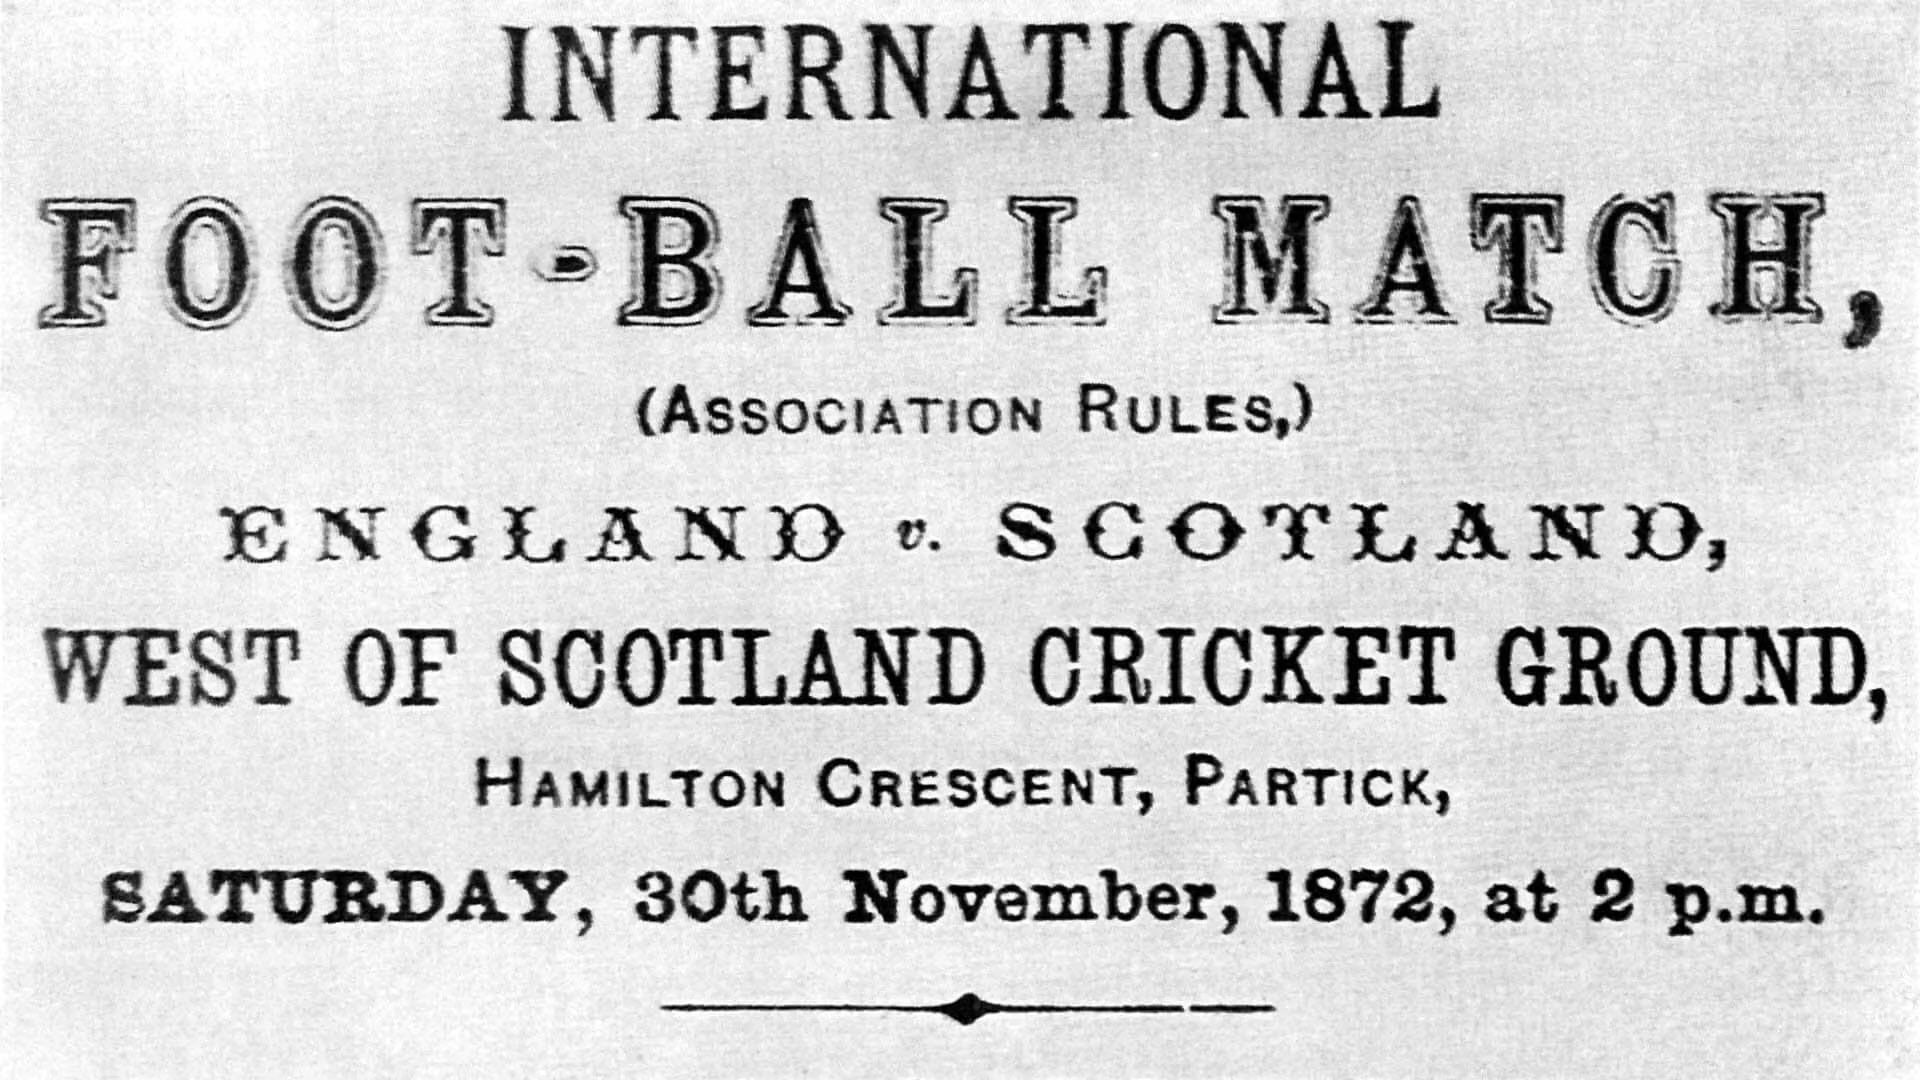 INTERNATIONAL
FOOT-BALL MATCH,
(ASSOCIATION RULES,)
ENGLAND v. SCOTLAND,
WEST OF SCOTLAND CRICKET GROUND,
HAMILTON CRESCENT, PARTICK,
SATURDAY, 30th November, 1872, at 2 p.m.